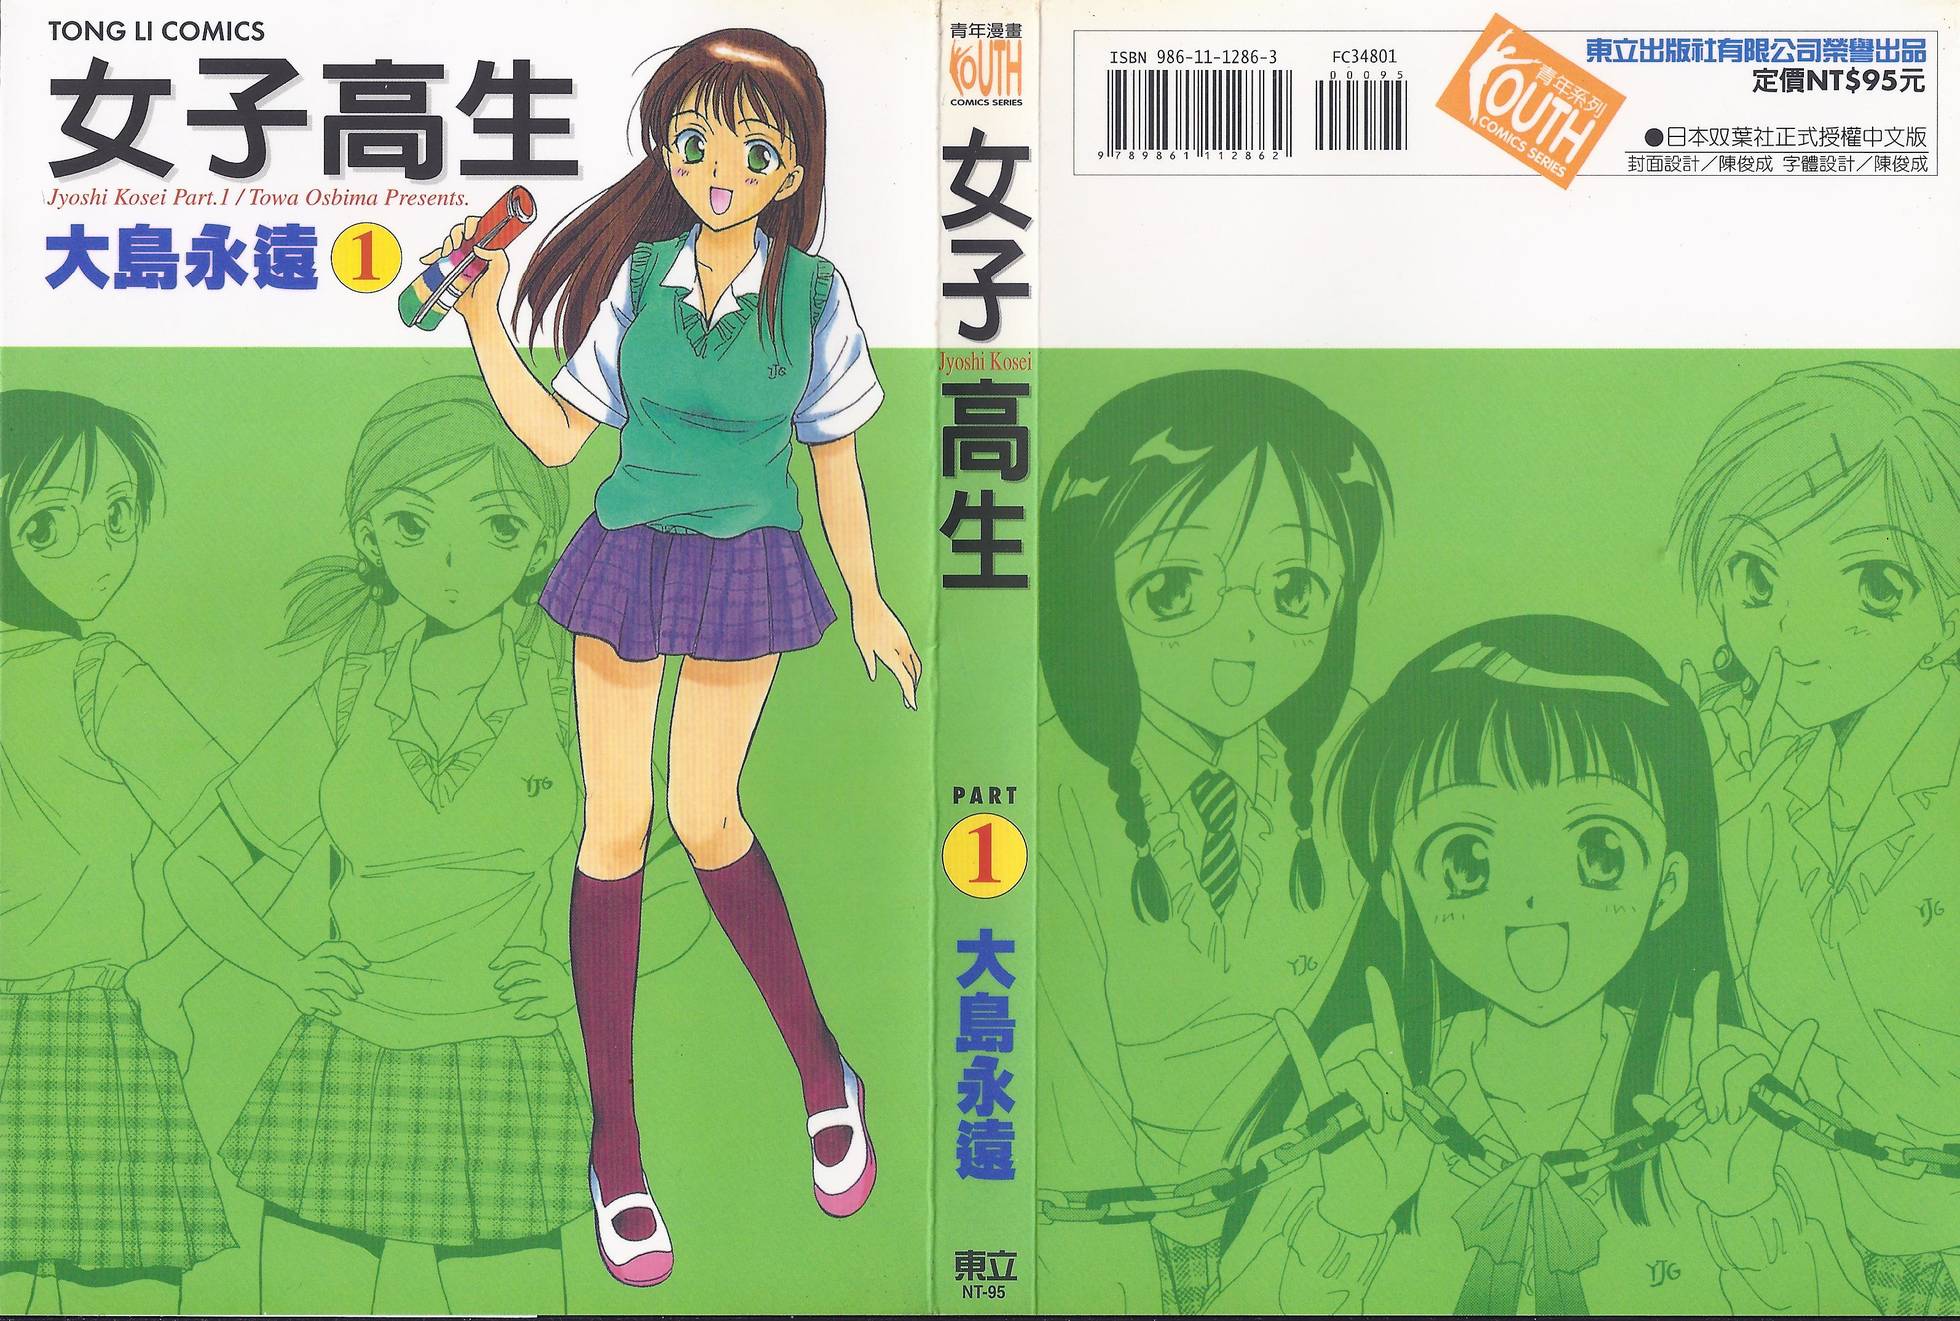 TONG LI COMICS
女子高生
Jyoshi Kosei Part.1 / Towa Osbima Presents.
大島永遠 1
YJG
YJG
青年漫畫
YOUTH
COMICS SERIES
女子高生
Jyoshi Kosei
PART
1
大島永遠
東立
NT-95
ISBN 986-11-1286-3
9789861112862
FC34801
00095
青年系列
YOUTH
COMICS SERIES
東立出版社有限公司榮譽出品
定價NT$95元
●日本双葉社正式授權中文版
封面設計／陳俊成 字體設計／陳俊成
YJG
YJG
YJG